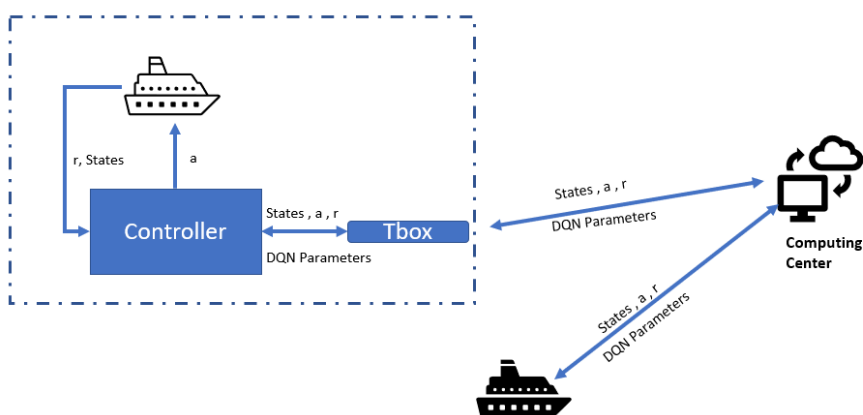 r, States
a
Controller
States , a , r
Tbox
DQN Parameters
States , a , r
DQN Parameters
Computing
Center
States , a , r
DQN Parameters